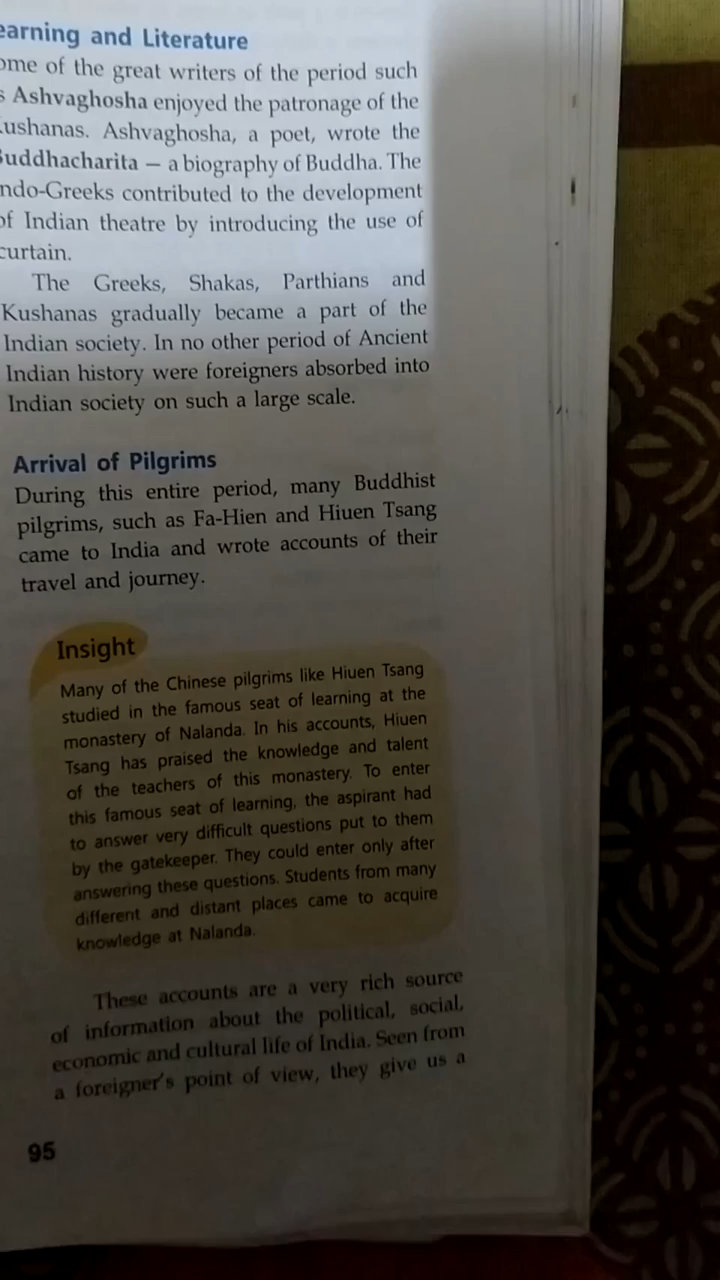 earning and Literature
ome of the great writers of the period such
s Ashvaghosha enjoyed the patronage of the
ushanas. Ashvaghosha, a poet, wrote the
uddhacharita — a biography of Buddha. The
ndo-Greeks contributed to the development
of Indian theatre by introducing the use of
curtain.
The Greeks, Shakas, Parthians and
Kushanas gradually became a part of the
Indian society. In no other period of Ancient
Indian history were foreigners absorbed into
Indian society on such a large scale.
Arrival of Pilgrims
During this entire period, many Buddhist
pilgrims, such as Fa-Hien and Hiuen Tsang
came to India and wrote accounts of their
travel and journey.
Insight
Many of the Chinese pilgrims like Hiuen Tsang
studied in the famous seat of learning at the
monastery of Nalanda. In his accounts, Hiuen
Tsang has praised the knowledge and talent
of the teachers of this monastery. To enter
this famous seat of learning, the aspirant had
to answer very difficult questions put to them
by the gatekeeper. They could enter only after
answering these questions. Students from many
different and distant places came to acquire
knowledge at Nalanda.
These accounts are a very rich source
of information about the political, social,
economic and cultural life of India. Seen from
a foreigner's point of view, they give us a
95